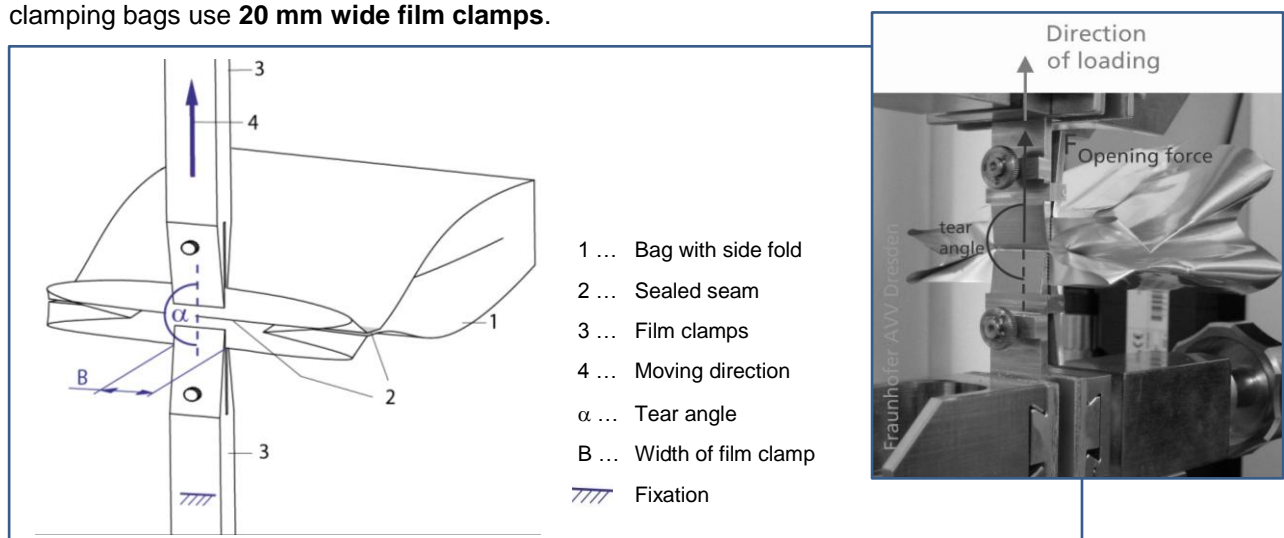 clamping bags use 20 mm wide film clamps.
3
4
α
B
1
2
3
1 … Bag with side fold
2 … Sealed seam
3 … Film clamps
4 … Moving direction
α … Tear angle
B … Width of film clamp
Fixation
Direction
of loading
F Opening force
tear
angle
Fraunhofer AVV Dresden